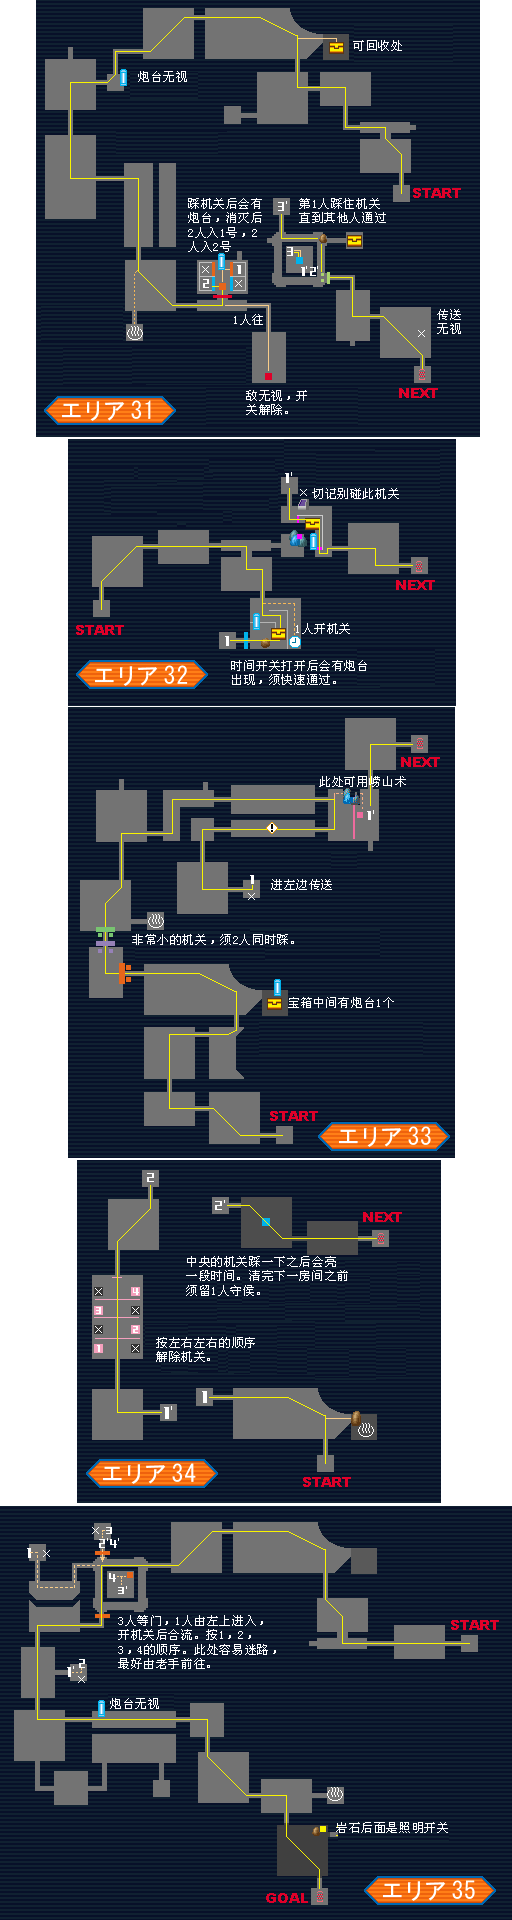 可回收处
炮台无视
START
踩机关后会有
炮台，消灭后
2人入1号，2
人入2号
第1人踩住机关
直到其他人通过
3'
3
1'2'
1
2
1人往
传送
无视
NEXT
敌无视，开
关解除。
エリア 31
1'
切记别碰此机关
NEXT
START
1人开机关
1
时间开关打开后会有炮台
出现，须快速通过。
エリア 32
NEXT
此处可用崂山术
1'
!
1
进左边传送
非常小的机关，须2人同时踩。
宝箱中间有炮台1个
START
エリア 33
2
2'
NEXT
中央的机关踩一下之后会亮
一段时间。清完下一房间之前
须留1人守侯。
4
3
2
1
按左右左右的顺序
解除机关。
1'
1
START
エリア 34
3
2'4'
1
4
3'
START
3人等门，1人由左上进入，
开机关后合流。按1，2，
3，4的顺序。此处容易迷路，
最好由老手前往。
2
1'
炮台无视
岩石后面是照明开关
GOAL
エリア 35